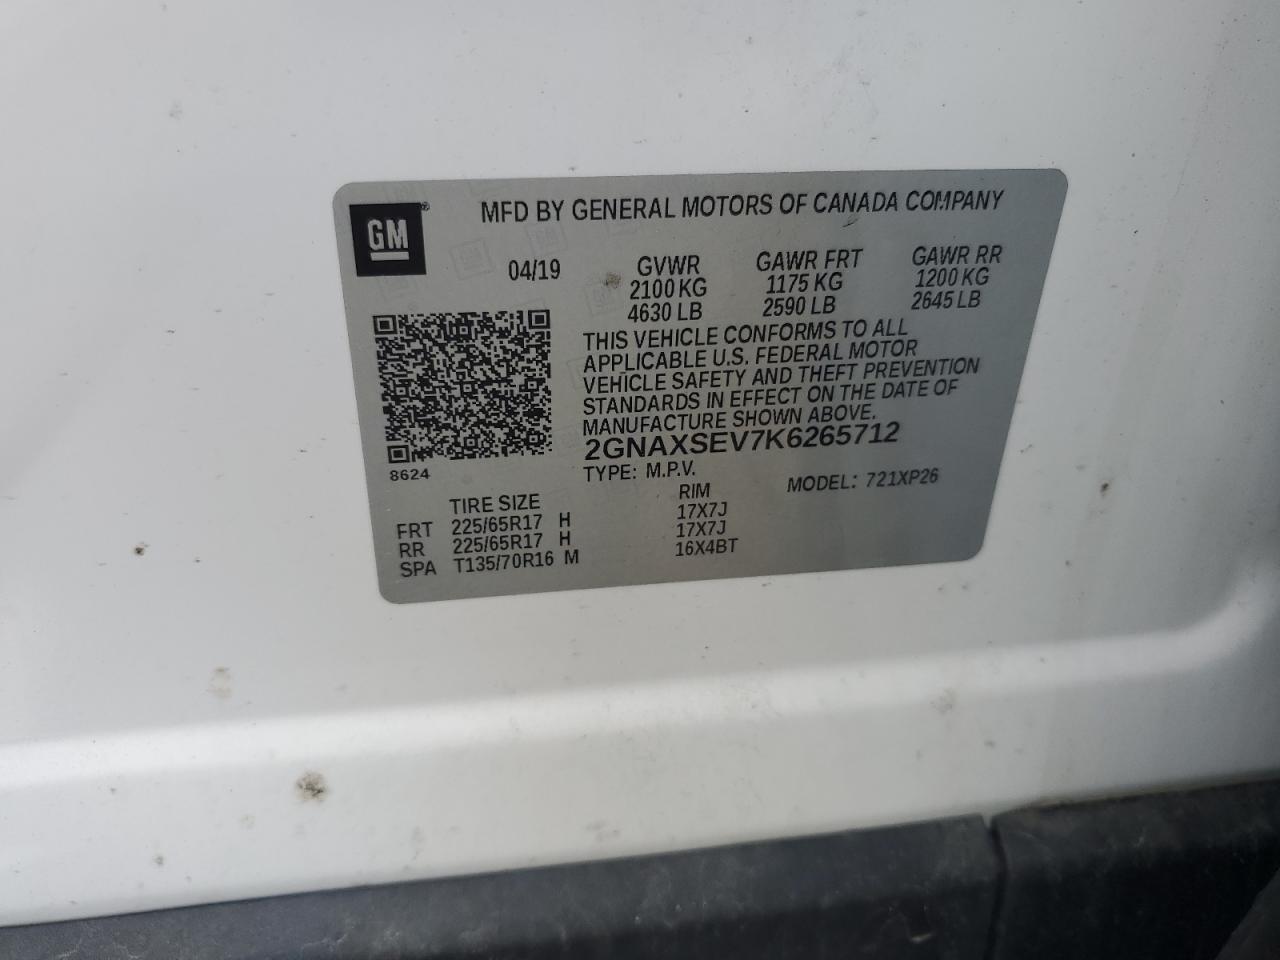 GM®
MFD BY GENERAL MOTORS OF CANADA COMPANY
04/19
GVWR GAWR FRT GAWR RR
2100 KG 1175 KG 1200 KG
4630 LB 2590 LB 2645 LB
THIS VEHICLE CONFORMS TO ALL
APPLICABLE U.S. FEDERAL MOTOR
VEHICLE SAFETY AND THEFT PREVENTION
STANDARDS IN EFFECT ON THE DATE OF
MANUFACTURE SHOWN ABOVE.
2GNAXSEV7K6265712
8624
TYPE: M.P.V. MODEL: 721XP26
TIRE SIZE RIM
FRT 225/65R17 H 17X7J
RR 225/65R17 H 17X7J
SPA T135/70R16 M 16X4BT